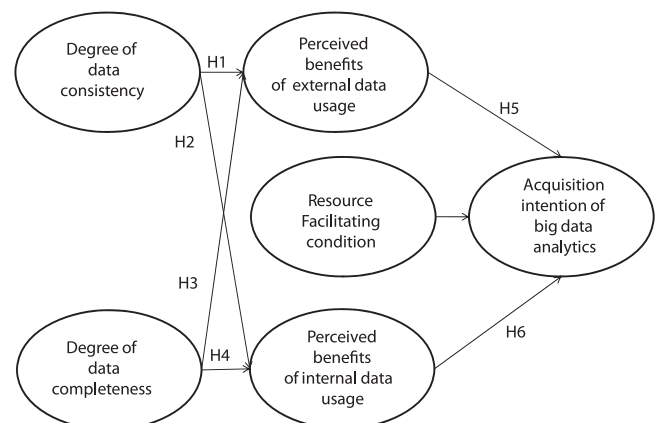 Degree of
data
consistency
H1
Perceived
benefits
of external data
usage
H5
H2
Resource
Facilitating
condition
Acquisition
intention of
big data
analytics
H3
Degree of
data
completeness
H4
Perceived
benefits
of internal data
usage
H6